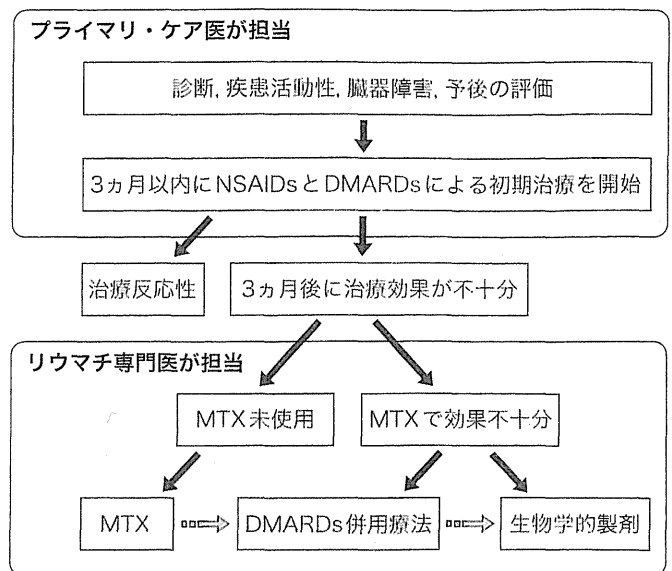 プライマリ・ケア医が担当
診断, 疾患活動性, 臓器障害, 予後の評価
3ヵ月以内にNSAIDsとDMARDsによる初期治療を開始
治療反応性
3ヵ月後に治療効果が不十分
リウマチ専門医が担当
MTX未使用
MTXで効果不十分
MTX
DMARDs併用療法
生物学的製剤